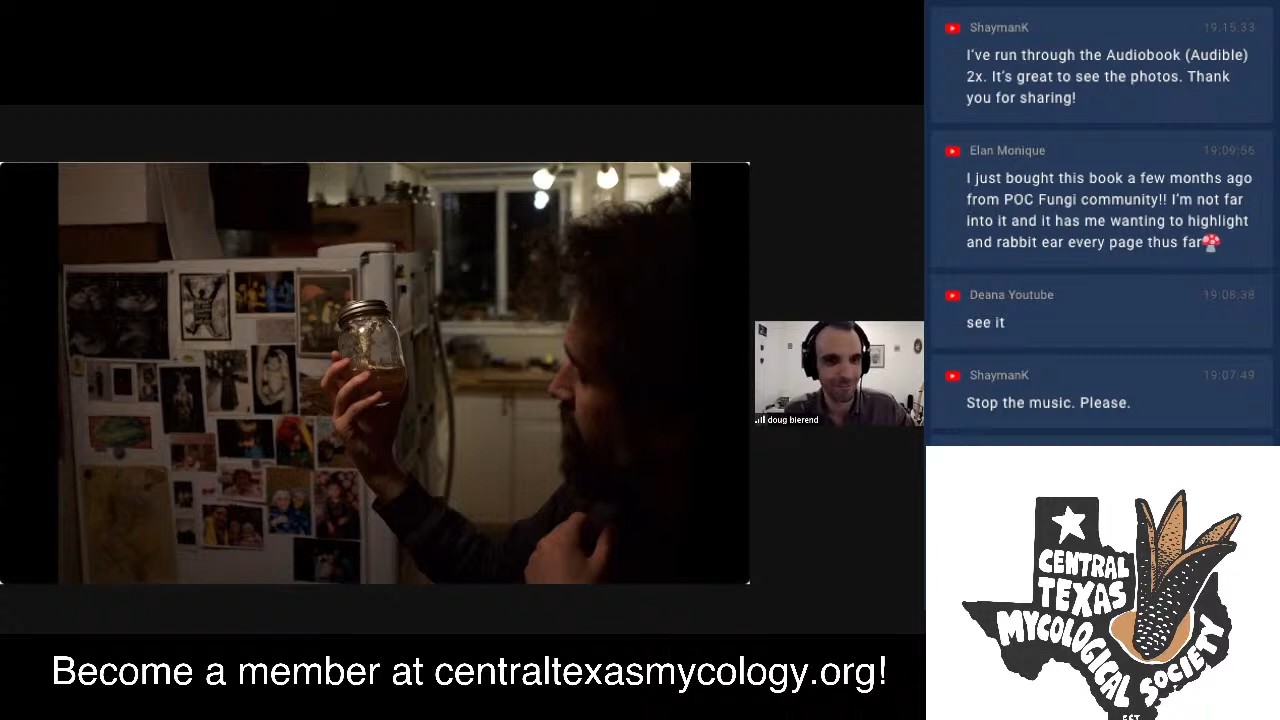 ShaymanK 19.15.33
I've run through the Audiobook (Audible)
2x. It's great to see the photos. Thank
you for sharing!
Elan Monique 19:09:56
I just bought this book a few months ago
from POC Fungi community!! I'm not far
into it and it has me wanting to highlight
and rabbit ear every page thus far🍄
Deana Youtube 19:08:38
see it
ShaymanK 19:07:49
Stop the music. Please.
doug bierend
CENTRAL
TEXAS
MYCOLOGICAL
SOCIETY
EST
Become a member at centraltexasmycology.org!